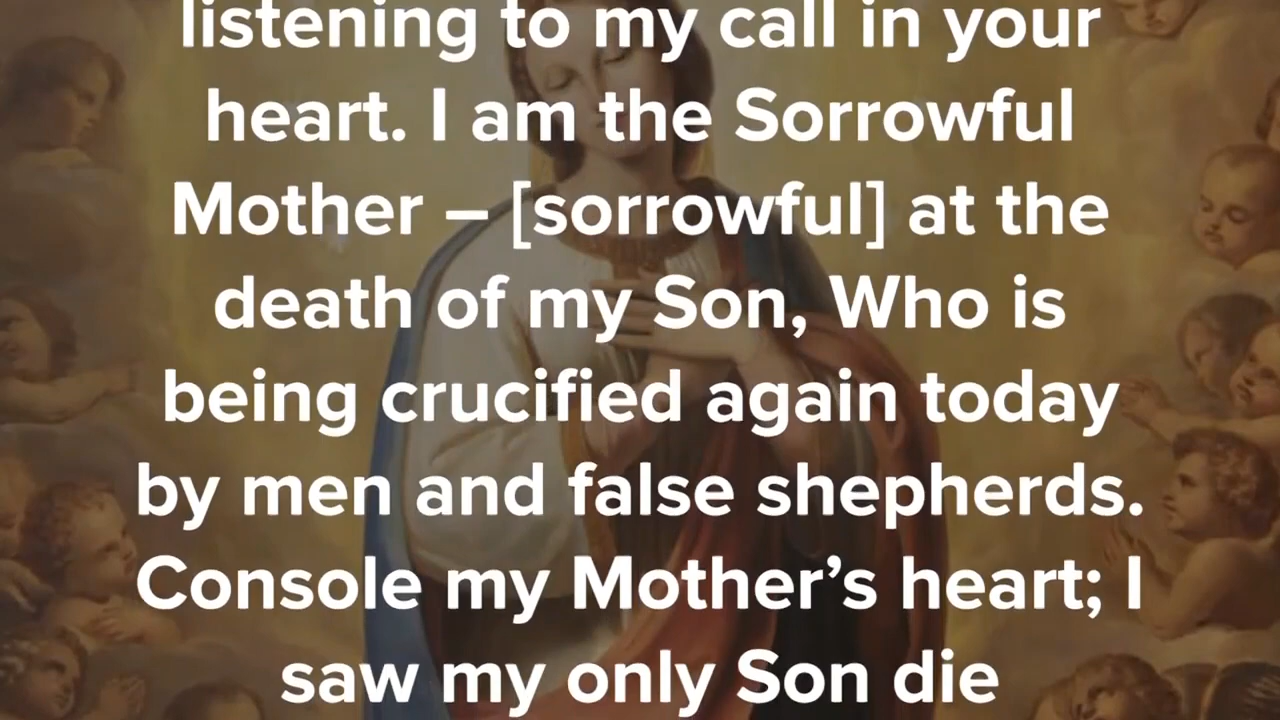 listening to my call in your
heart. I am the Sorrowful
Mother – [sorrowful] at the
death of my Son, Who is
being crucified again today
by men and false shepherds.
Console my Mother’s heart; I
saw my only Son die